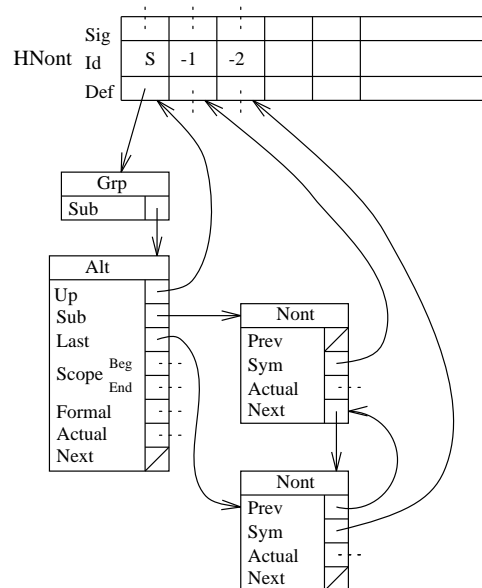 Sig
HNont Id S -1 -2
Def
Grp
Sub
Alt
Up
Sub
Last
Scope Beg
End
Formal
Actual
Next
Nont
Prev
Sym
Actual
Next
Nont
Prev
Sym
Actual
Next